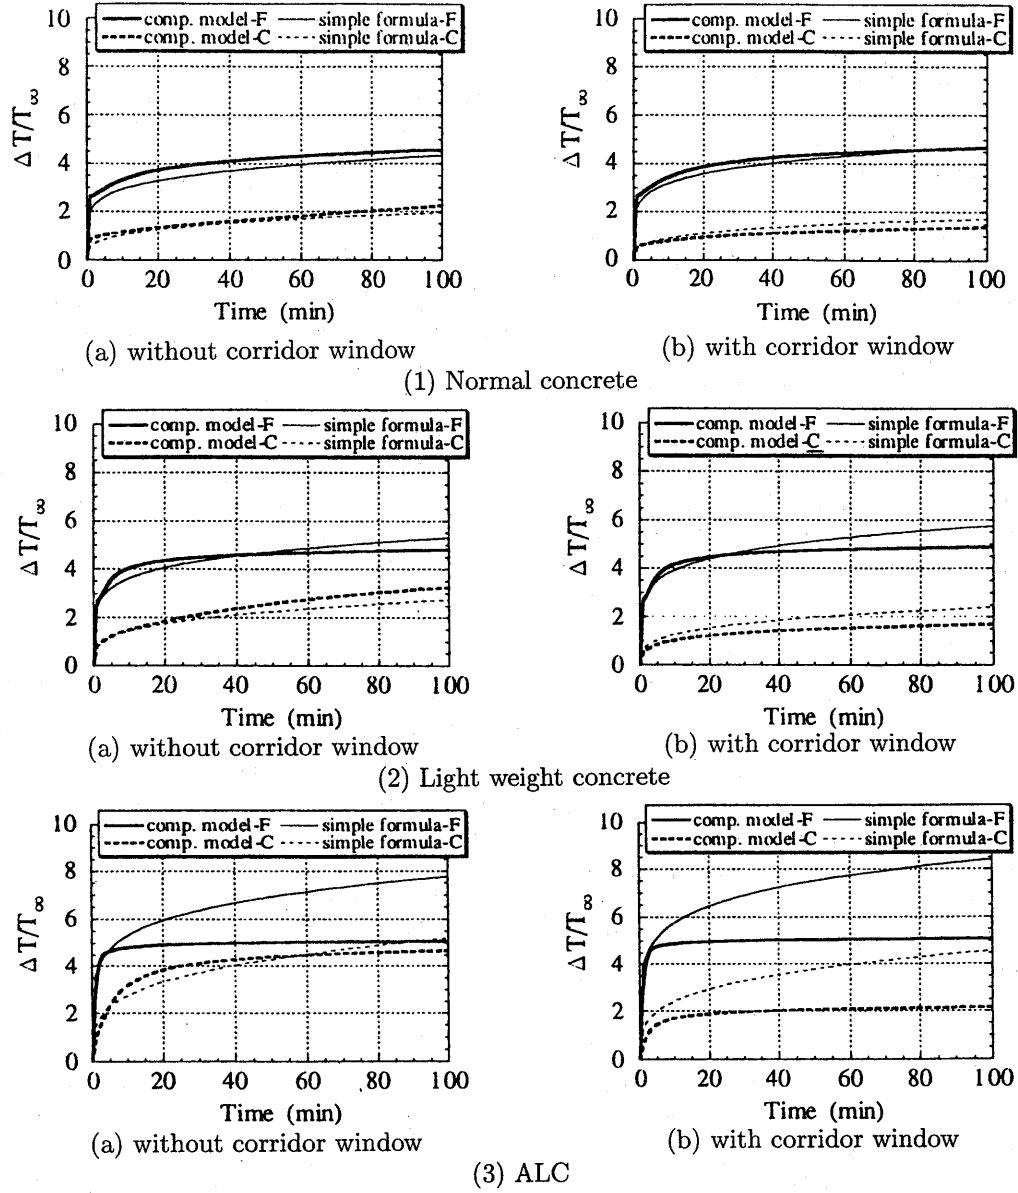 comp. model-F simple formula-F
comp. model-C simple formula-C
10
8
6
4
2
0
ΔT/T∞
0 20 40 60 80 100
Time (min)
(a) without corridor window
comp. model-F simple formula-F
comp. model-C simple formula-C
10
8
6
4
2
0
ΔT/T∞
0 20 40 60 80 100
Time (min)
(b) with corridor window
(1) Normal concrete
comp. model-F simple formula-F
comp. model-C simple formula-C
10
8
6
4
2
0
ΔT/T∞
0 20 40 60 80 100
Time (min)
(a) without corridor window
comp. model-F simple formula-F
comp. model-C simple formula-C
10
8
6
4
2
0
ΔT/T∞
0 20 40 60 80 100
Time (min)
(b) with corridor window
(2) Light weight concrete
comp. model-F simple formula-F
comp. model-C simple formula-C
10
8
6
4
2
0
ΔT/T∞
0 20 40 60 80 100
Time (min)
(a) without corridor window
comp. model-F simple formula-F
comp. model-C simple formula-C
10
8
6
4
2
0
ΔT/T∞
0 20 40 60 80 100
Time (min)
(b) with corridor window
(3) ALC